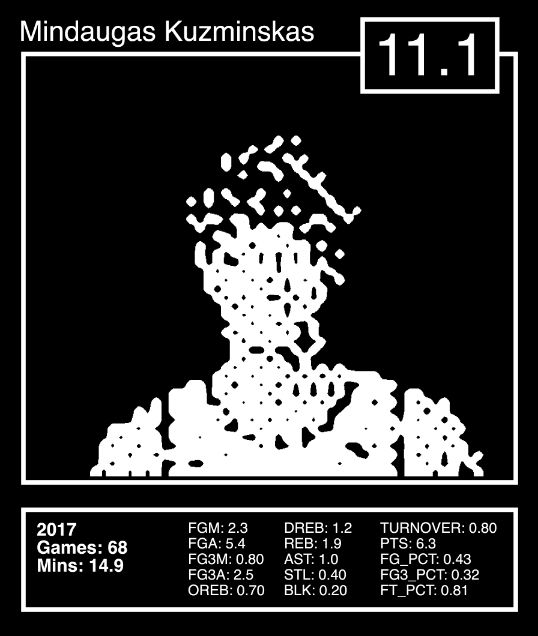 Mindaugas Kuzminskas
11.1
2017
Games: 68
Mins: 14.9
FGM: 2.3
FGA: 5.4
FG3M: 0.80
FG3A: 2.5
OREB: 0.70
DREB: 1.2
REB: 1.9
AST: 1.0
STL: 0.40
BLK: 0.20
TURNOVER: 0.80
PTS: 6.3
FG_PCT: 0.43
FG3_PCT: 0.32
FT_PCT: 0.81